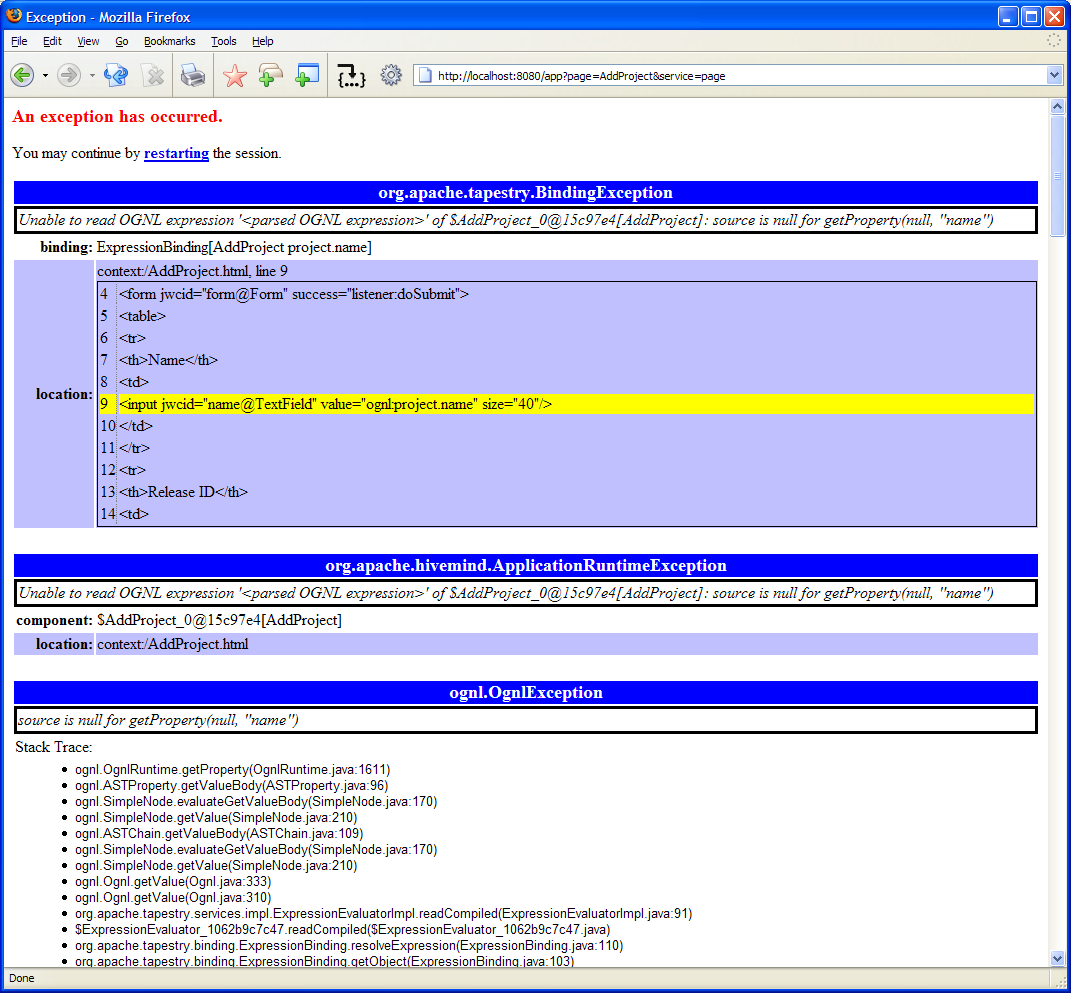 Exception - Mozilla Firefox
File Edit View Go Bookmarks Tools Help
http://localhost:8080/app?page=AddProject&service=page
An exception has occurred.
You may continue by restarting the session.
org.apache.tapestry.BindingException
Unable to read OGNL expression '<parsed OGNL expression>' of $AddProject_0@15c97e4[AddProject]: source is null for getProperty(null, "name")
binding: ExpressionBinding[AddProject project.name]
location:
context:/AddProject.html, line 9
4 <form jwcid="form@Form" success="listener:doSubmit">
5 <table>
6 <tr>
7 <th>Name</th>
8 <td>
9 <input jwcid="name@TextField" value="ognl:project.name" size="40"/>
10 </td>
11 </tr>
12 <tr>
13 <th>Release ID</th>
14 <td>
org.apache.hivemind.ApplicationRuntimeException
Unable to read OGNL expression '<parsed OGNL expression>' of $AddProject_0@15c97e4[AddProject]: source is null for getProperty(null, "name")
component: $AddProject_0@15c97e4[AddProject]
location: context:/AddProject.html
ognl.OgnlException
source is null for getProperty(null, "name")
Stack Trace:
• ognl.OgnlRuntime.getProperty(OgnlRuntime.java:1611)
• ognl.ASTProperty.getValueBody(ASTProperty.java:96)
• ognl.SimpleNode.evaluateGetValueBody(SimpleNode.java:170)
• ognl.SimpleNode.getValue(SimpleNode.java:210)
• ognl.ASTChain.getValueBody(ASTChain.java:109)
• ognl.SimpleNode.evaluateGetValueBody(SimpleNode.java:170)
• ognl.SimpleNode.getValue(SimpleNode.java:210)
• ognl.Ognl.getValue(Ognl.java:333)
• ognl.Ognl.getValue(Ognl.java:310)
• org.apache.tapestry.services.impl.ExpressionEvaluatorImpl.readCompiled(ExpressionEvaluatorImpl.java:91)
• $ExpressionEvaluator_1062b9c7c47.readCompiled($ExpressionEvaluator_1062b9c7c47.java)
• org.apache.tapestry.binding.ExpressionBinding.resolveExpression(ExpressionBinding.java:110)
• org.apache.tapestry.binding.ExpressionBinding.getObject(ExpressionBinding.java:103)
Done